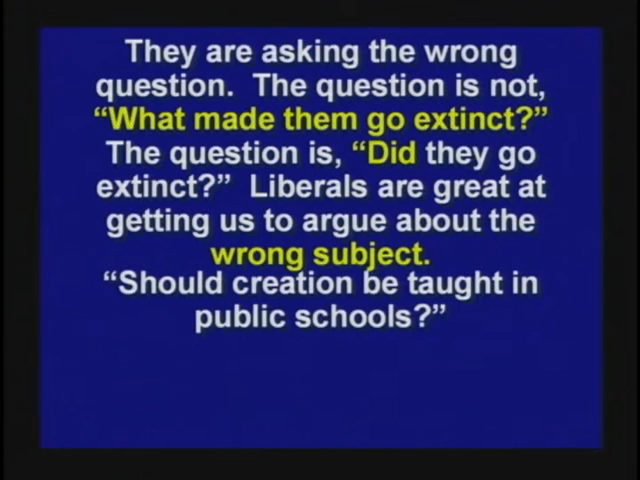 They are asking the wrong
question.  The question is not,
“What made them go extinct?”
The question is, “Did they go
extinct?”  Liberals are great at
getting us to argue about the
wrong subject.
“Should creation be taught in
public schools?”